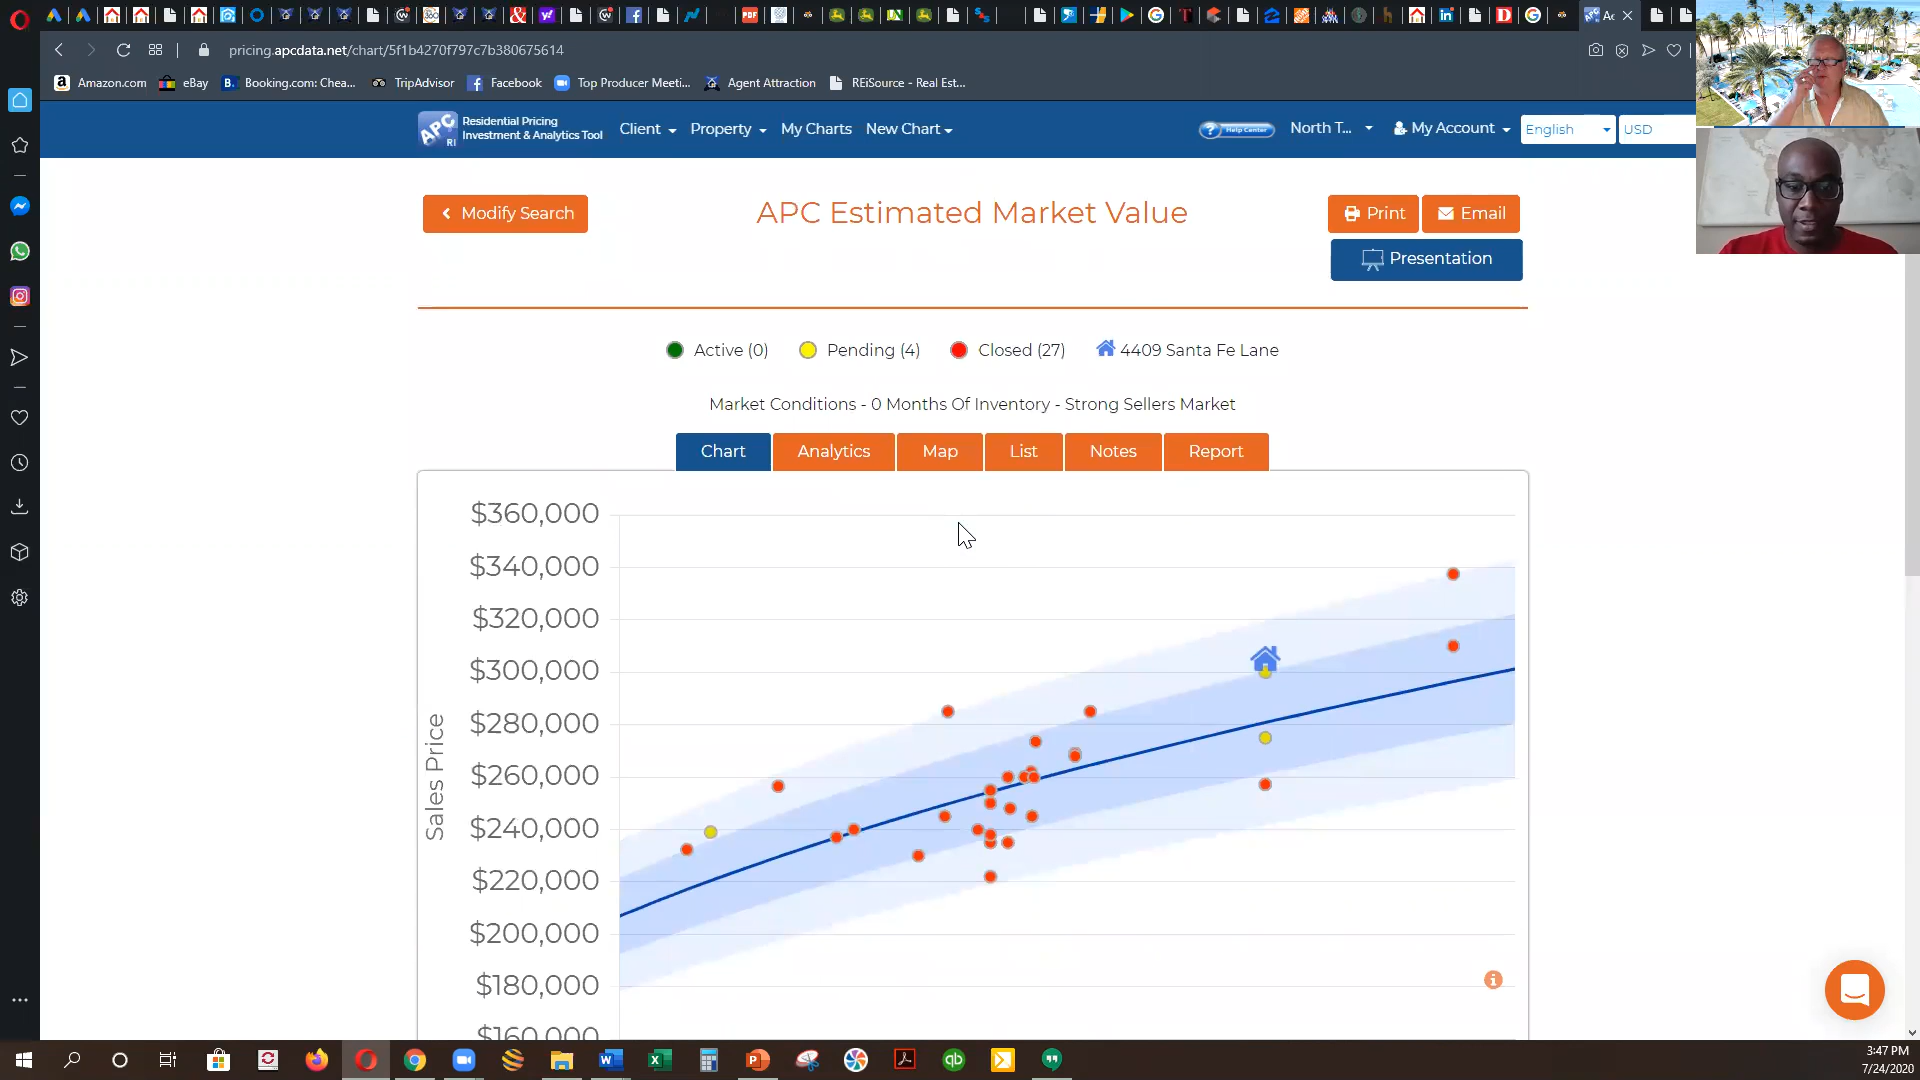 Ac
pricing.apcdata.net/chart/5f1b4270f797c7b380675614
Amazon.com eBay Booking.com: Chea... TripAdvisor Facebook Top Producer Meeti... Agent Attraction REiSource - Real Est...
APC RI
Residential Pricing
Investment & Analytics Tool
Client Property My Charts New Chart
Help Center North T... My Account English USD
Modify Search
APC Estimated Market Value
Print Email
Presentation
Active (0) Pending (4) Closed (27) 4409 Santa Fe Lane
Market Conditions - 0 Months Of Inventory - Strong Sellers Market
Chart Analytics Map List Notes Report
Sales Price
$360,000
$340,000
$320,000
$300,000
$280,000
$260,000
$240,000
$220,000
$200,000
$180,000
$160,000
3:47 PM
7/24/2020